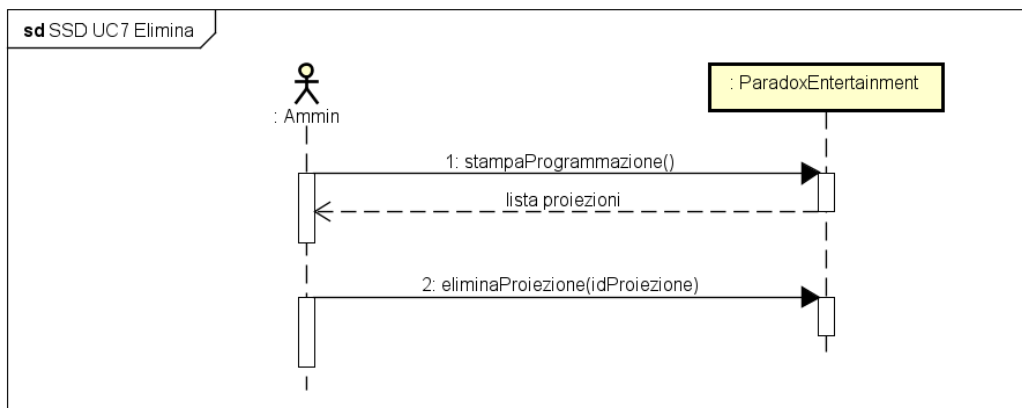 sd SSD UC7 Elimina
: Ammin
: ParadoxEntertainment
1: stampaProgrammazione()
lista proiezioni
2: eliminaProiezione(idProiezione)